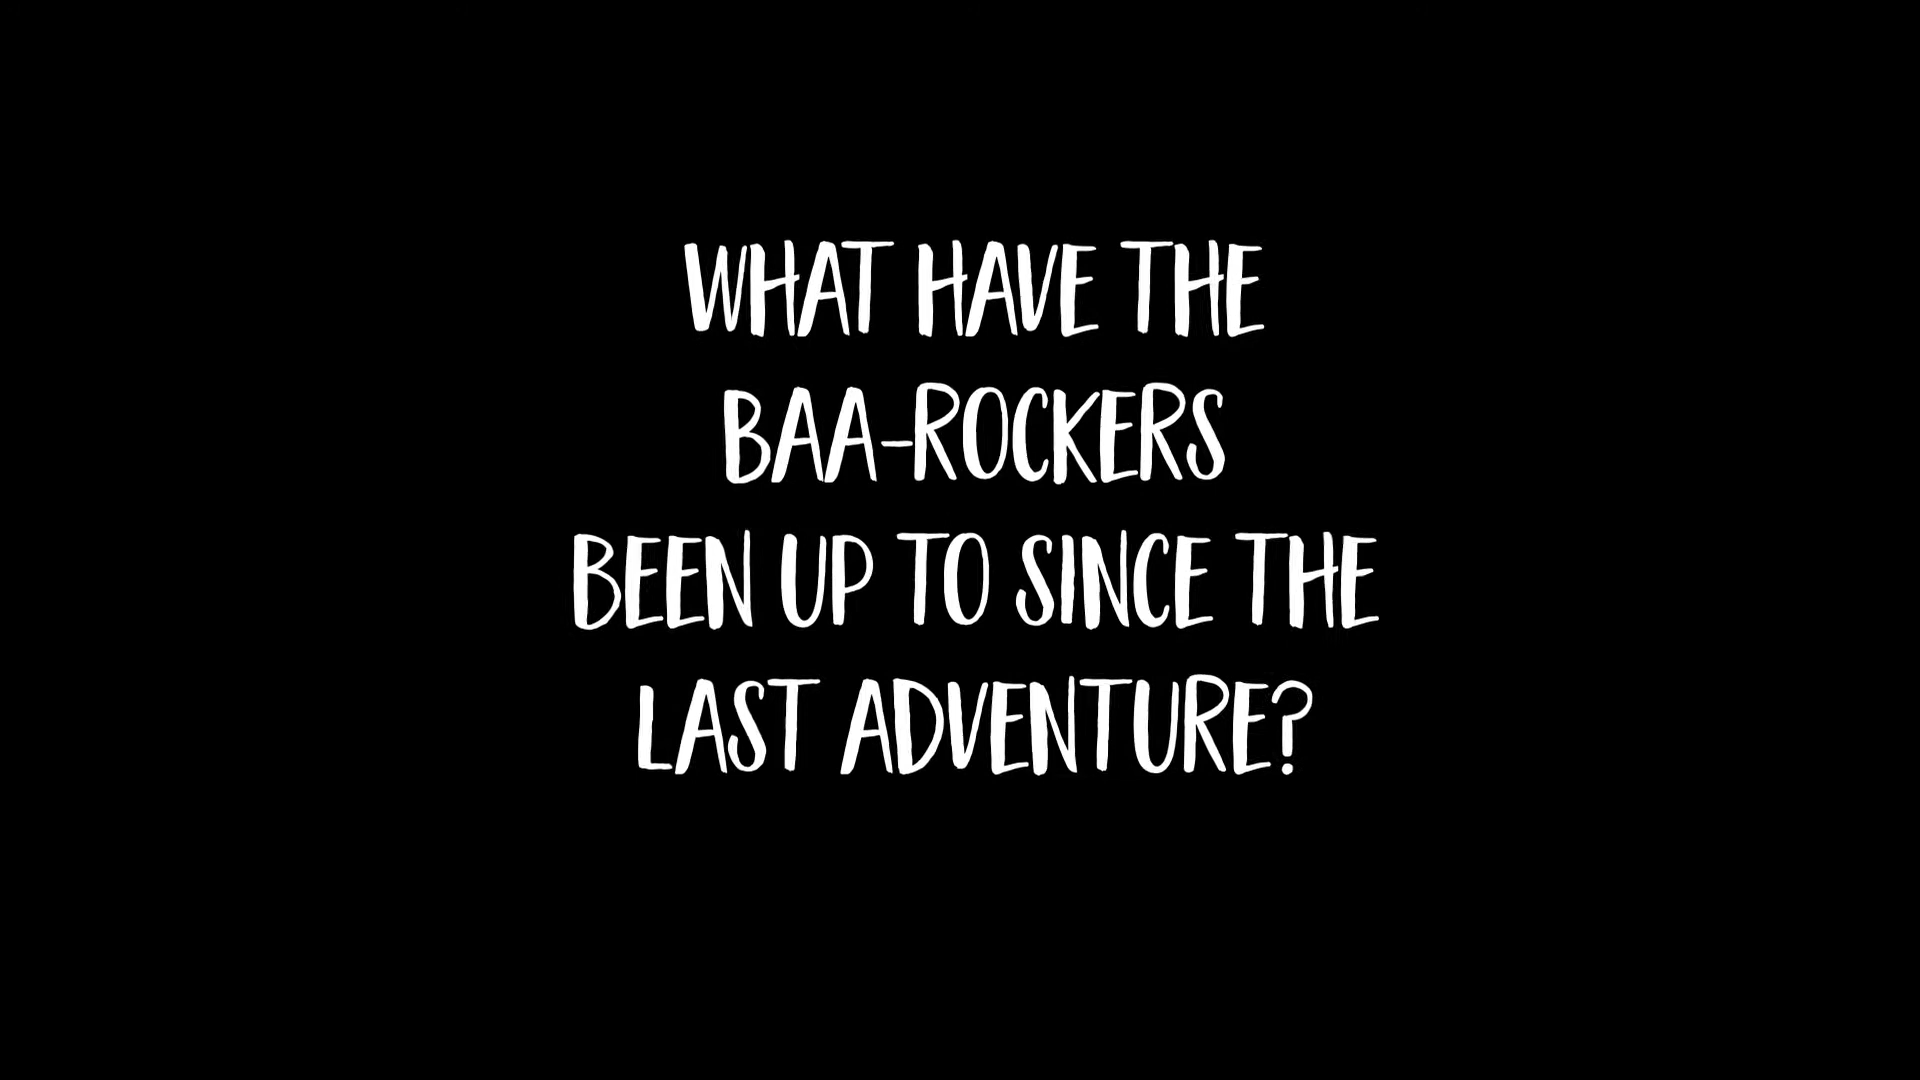 WHAT HAVE THE
BAA-ROCKERS
BEEN UP TO SINCE THE
LAST ADVENTURE?